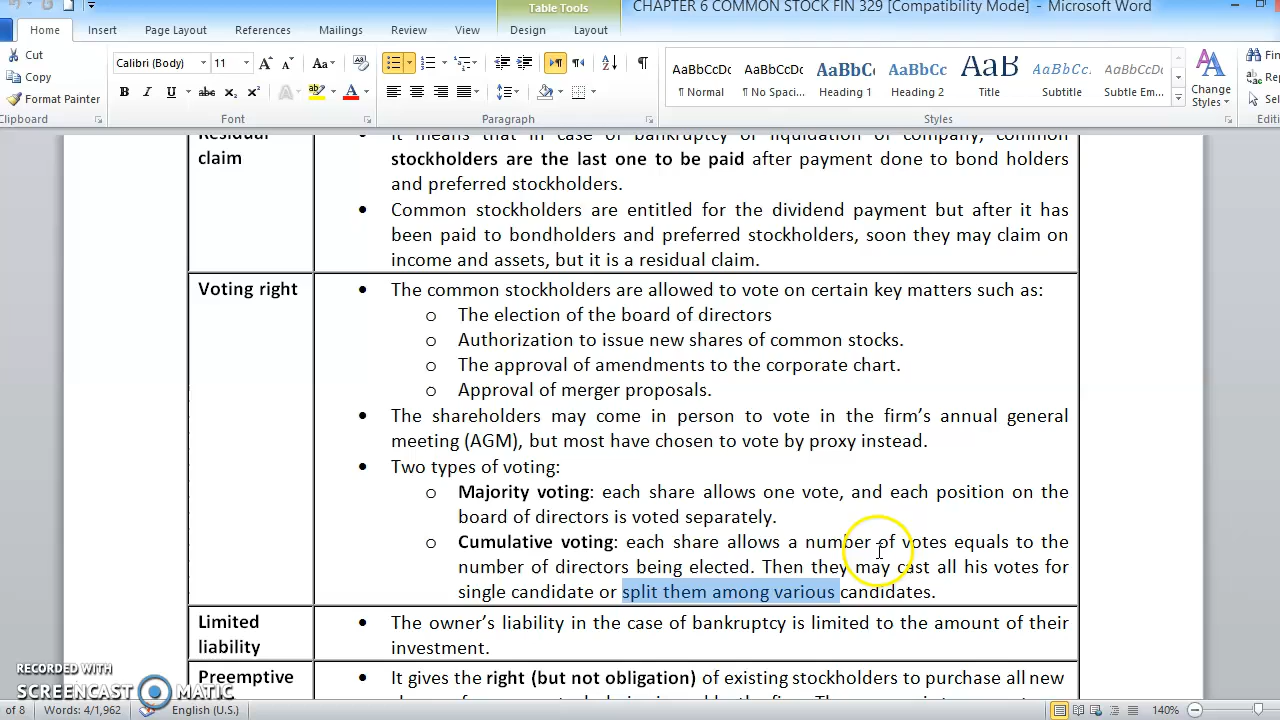 Table Tools
CHAPTER 6 COMMON STOCK FIN 329 [Compatibility Mode] - Microsoft Word
Home Insert Page Layout References Mailings Review View Design Layout
Cut
Copy
Format Painter
Clipboard
Calibri (Body) 11
Font
Paragraph
AaBbCcDc AaBbCcDc AaBbC AaBbCc AaB AaBbCc. AaBbCcDc
¶ Normal ¶ No Spaci... Heading 1 Heading 2 Title Subtitle Subtle Em...
Styles
Change
Styles
Residual
claim
It means that in case of bankruptcy or liquidation of company, common
stockholders are the last one to be paid after payment done to bond holders
and preferred stockholders.
• Common stockholders are entitled for the dividend payment but after it has
been paid to bondholders and preferred stockholders, soon they may claim on
income and assets, but it is a residual claim.
Voting right
• The common stockholders are allowed to vote on certain key matters such as:
o The election of the board of directors
o Authorization to issue new shares of common stocks.
o The approval of amendments to the corporate chart.
o Approval of merger proposals.
• The shareholders may come in person to vote in the firm's annual general
meeting (AGM), but most have chosen to vote by proxy instead.
• Two types of voting:
o Majority voting: each share allows one vote, and each position on the
board of directors is voted separately.
o Cumulative voting: each share allows a number of votes equals to the
number of directors being elected. Then they may cast all his votes for
single candidate or split them among various candidates.
Limited
liability
• The owner's liability in the case of bankruptcy is limited to the amount of their
investment.
Preemptive
• It gives the right (but not obligation) of existing stockholders to purchase all new
RECORDED WITH
SCREENCAST MATIC
of 8 Words: 4/1,962 English (U.S.) 140%